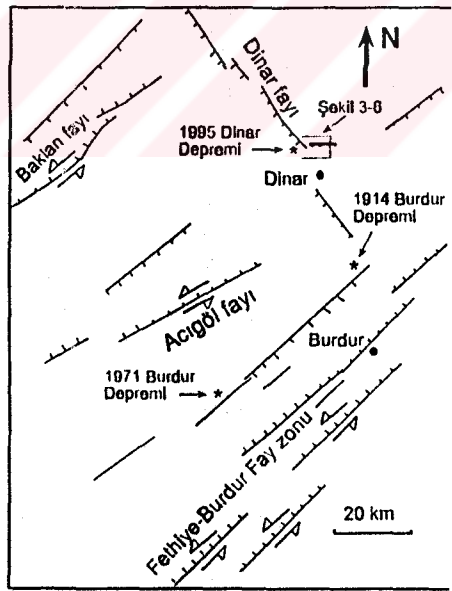 Dinar fayı
N
Şekil 3-6
Baklan fayı
1995 Dinar
Depremi
Dinar
1914 Burdur
Depremi
Acıgöl fayı
Burdur
1971 Burdur
Depremi
Fethiye-Burdur Fay zonu
20 km